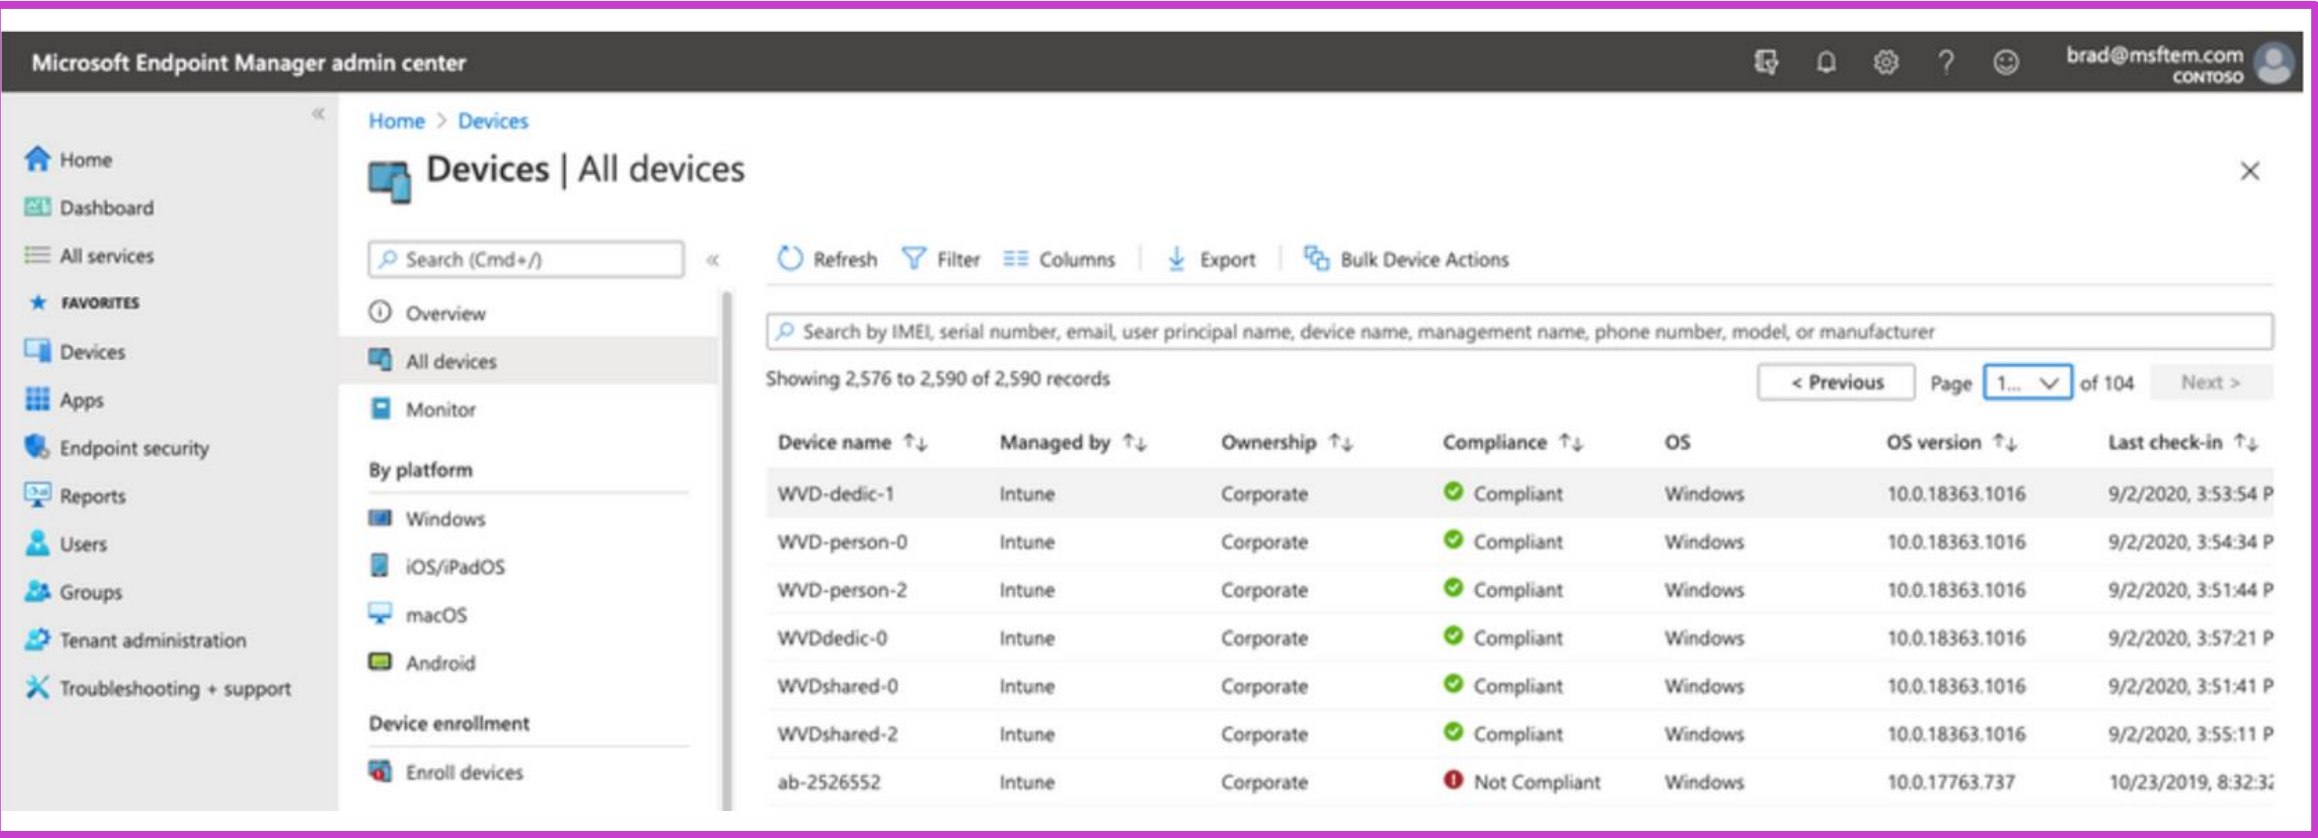 Microsoft Endpoint Manager admin center
brad@msftem.com
CONTOSO
Home
Dashboard
All services
FAVORITES
Devices
Apps
Endpoint security
Reports
Users
Groups
Tenant administration
Troubleshooting + support
Home > Devices
Devices | All devices
Search (Cmd+/)
Overview
All devices
Monitor
By platform
Windows
iOS/iPadOS
macOS
Android
Device enrollment
Enroll devices
Refresh Filter Columns Export Bulk Device Actions
Search by IMEI, serial number, email, user principal name, device name, management name, phone number, model, or manufacturer
Showing 2,576 to 2,590 of 2,590 records
< Previous Page 1... of 104 Next >
Device name ↑↓ Managed by ↑↓ Ownership ↑↓ Compliance ↑↓ OS OS version ↑↓ Last check-in ↑↓
WVD-dedic-1 Intune Corporate Compliant Windows 10.0.18363.1016 9/2/2020, 3:53:54 P
WVD-person-0 Intune Corporate Compliant Windows 10.0.18363.1016 9/2/2020, 3:54:34 P
WVD-person-2 Intune Corporate Compliant Windows 10.0.18363.1016 9/2/2020, 3:51:44 P
WVDdedic-0 Intune Corporate Compliant Windows 10.0.18363.1016 9/2/2020, 3:57:21 P
WVDshared-0 Intune Corporate Compliant Windows 10.0.18363.1016 9/2/2020, 3:51:41 P
WVDshared-2 Intune Corporate Compliant Windows 10.0.18363.1016 9/2/2020, 3:55:11 P
ab-2526552 Intune Corporate Not Compliant Windows 10.0.17763.737 10/23/2019, 8:32:32